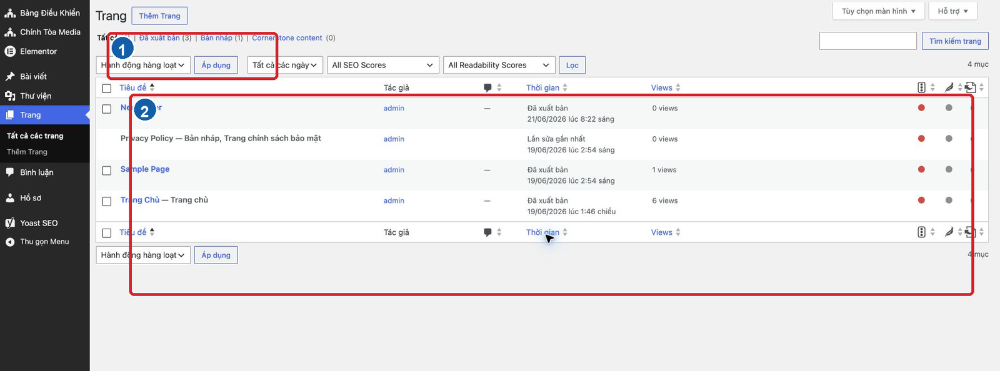 Bảng Điều Khiển
Chính Tòa Media
Elementor
Bài viết
Thư viện
Trang
Tất cả các trang
Thêm Trang
Bình luận
Hồ sơ
Yoast SEO
Thu gọn Menu
Trang Thêm Trang
Tùy chọn màn hình Hỗ trợ
| Đã xuất bản (3) | Bản nháp (1) | Cornerstone content (0)
Tìm kiếm trang
1
Hành động hàng loạt Áp dụng Tất cả các ngày All SEO Scores All Readability Scores Lọc
4 mục
Tiêu đề Tác giả Thời gian Views
2
admin — Đã xuất bản 0 views
21/06/2026 lúc 8:22 sáng
Privacy Policy — Bản nháp, Trang chính sách bảo mật admin Lần sửa gần nhất 0 views
19/06/2026 lúc 2:54 sáng
Sample Page admin — Đã xuất bản 1 views
19/06/2026 lúc 2:54 sáng
Trang Chủ — Trang chủ admin — Đã xuất bản 6 views
19/06/2026 lúc 1:46 chiều
Tiêu đề Tác giả Thời gian Views
Hành động hàng loạt Áp dụng
4 mục